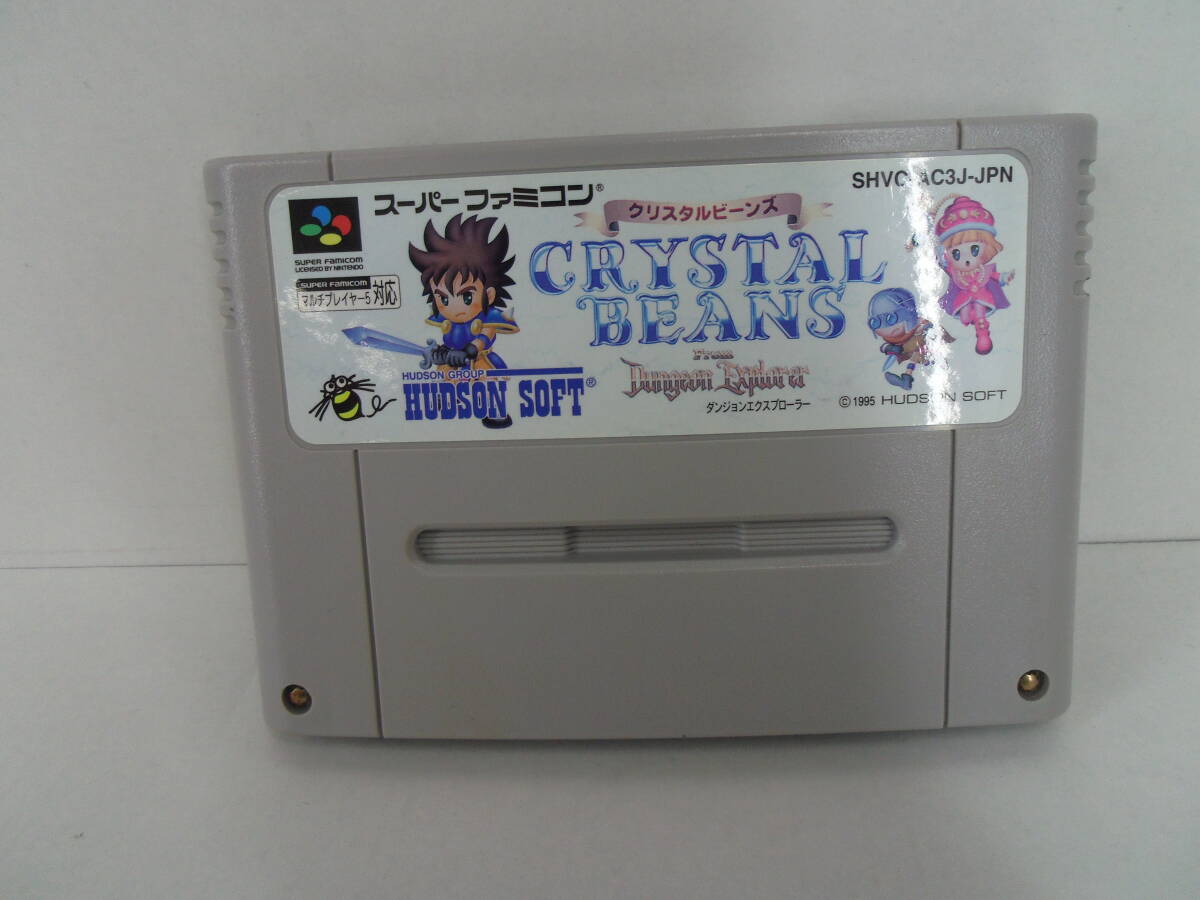 スーパーファミコン®
SHVC-AC3J-JPN
クリスタルビーンズ
CRYSTAL
BEANS
SUPER FAMICOM
LICENSED BY NINTENDO
SUPER FAMICOM
マルチプレイヤー5 対応
From
Dungeon Explorer
ダンジョンエクスプローラー
HUDSON GROUP
HUDSON SOFT®
©1995 HUDSON SOFT